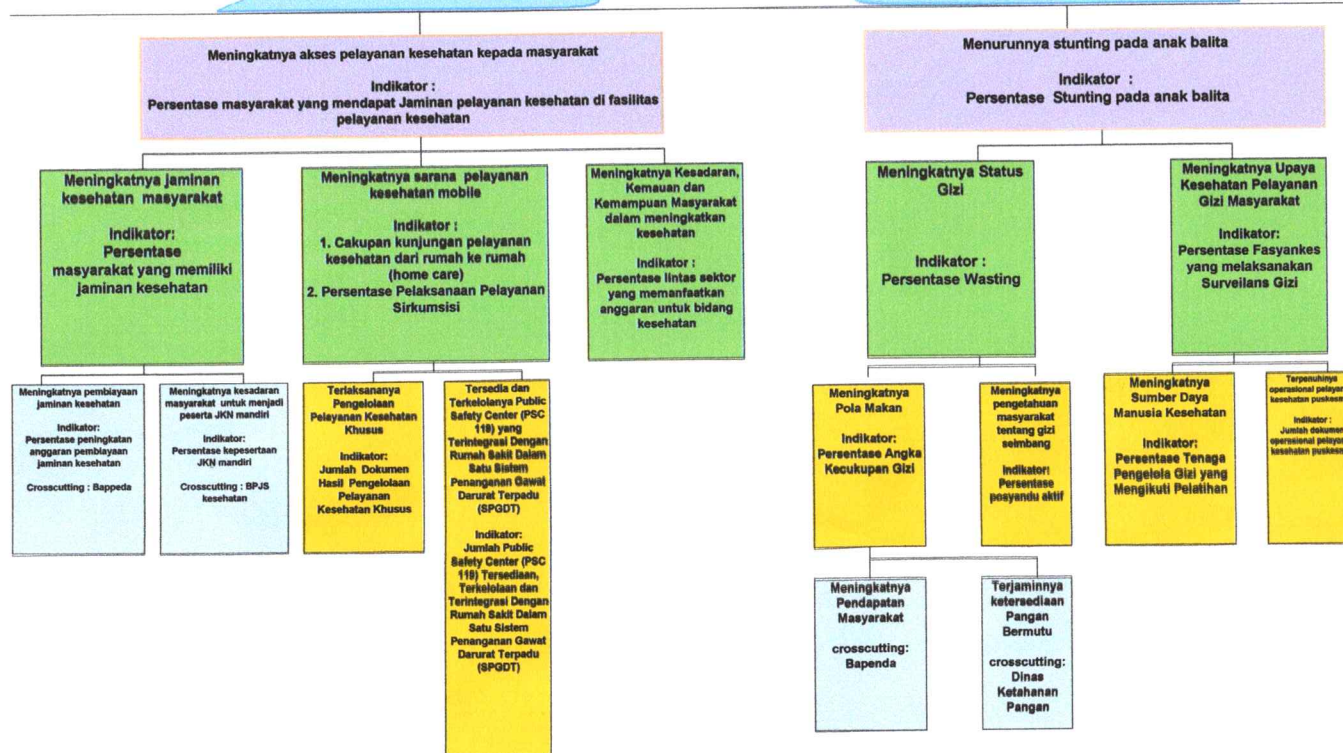 Meningkatnya akses pelayanan kesehatan kepada masyarakat
Indikator :
Persentase masyarakat yang mendapat Jaminan pelayanan kesehatan di fasilitas
pelayanan kesehatan
Menurunnya stunting pada anak balita
Indikator :
Persentase Stunting pada anak balita
Meningkatnya jaminan
kesehatan masyarakat
Indikator:
Persentase
masyarakat yang memiliki
jaminan kesehatan
Meningkatnya sarana pelayanan
kesehatan mobile
Indikator :
1. Cakupan kunjungan pelayanan
kesehatan dari rumah ke rumah
(home care)
2. Persentase Pelaksanaan Pelayanan
Sirkumsisi
Meningkatnya Kesadaran,
Kemauan dan
Kemampuan Masyarakat
dalam meningkatkan
kesehatan
Indikator :
Persentase lintas sektor
yang memanfaatkan
anggaran untuk bidang
kesehatan
Meningkatnya Status
Gizi
Indikator :
Persentase Wasting
Meningkatnya Upaya
Kesehatan Pelayanan
Gizi Masyarakat
Indikator:
Persentase Fasyankes
yang melaksanakan
Surveilans Gizi
Meningkatnya pembiayaan
jaminan kesehatan
Indikator:
Persentase peningkatan
anggaran pembiayaan
jaminan kesehatan
Crosscutting : Bappeda
Meningkatnya kesadaran
masyarakat untuk menjadi
peserta JKN mandiri
Indikator:
Persentase kepesertaan
JKN mandiri
Crosscutting : BPJS
kesehatan
Terlaksananya
Pengelolaan
Pelayanan Kesehatan
Khusus
Indikator:
Jumlah Dokumen
Hasil Pengelolaan
Pelayanan
Kesehatan Khusus
Tersedia dan
Terkelolanya Public
Safety Center (PSC
119) yang
Terintegrasi Dengan
Rumah Sakit Dalam
Satu Sistem
Penanganan Gawat
Darurat Terpadu
(SPGDT)
Indikator:
Jumlah Public
Safety Center (PSC
119) Tersediaan,
Terkelolaan dan
Terintegrasi Dengan
Rumah Sakit Dalam
Satu Sistem
Penanganan Gawat
Darurat Terpadu
(SPGDT)
Meningkatnya
Pola Makan
Indikator:
Persentase Angka
Kecukupan Gizi
Meningkatnya
pengetahuan
masyarakat
tentang gizi
seimbang
Indikator:
Persentase
posyandu aktif
Meningkatnya
Sumber Daya
Manusia Kesehatan
Indikator:
Persentase Tenaga
Pengelola Gizi yang
Mengikuti Pelatihan
Terpenuhinya
operasional
kesehatan
Indikator :
Jumlah dokumen
operasional
kesehatan
Meningkatnya
Pendapatan
Masyarakat
crosscutting:
Bapenda
Terjaminnya
ketersediaan
Pangan
Bermutu
crosscutting:
Dinas
Ketahanan
Pangan